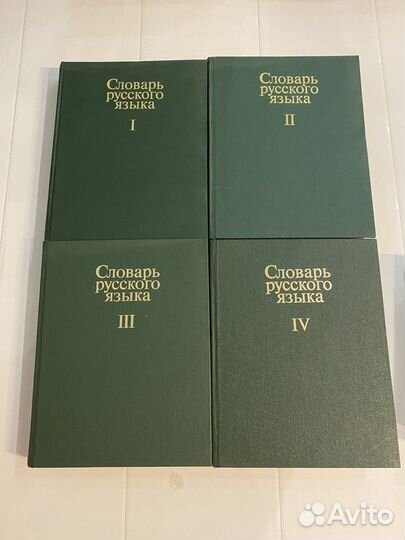 Словарь
русского
языка
I
Словарь
русского
языка
II
Словарь
русского
языка
III
Словарь
русского
языка
IV
Avito